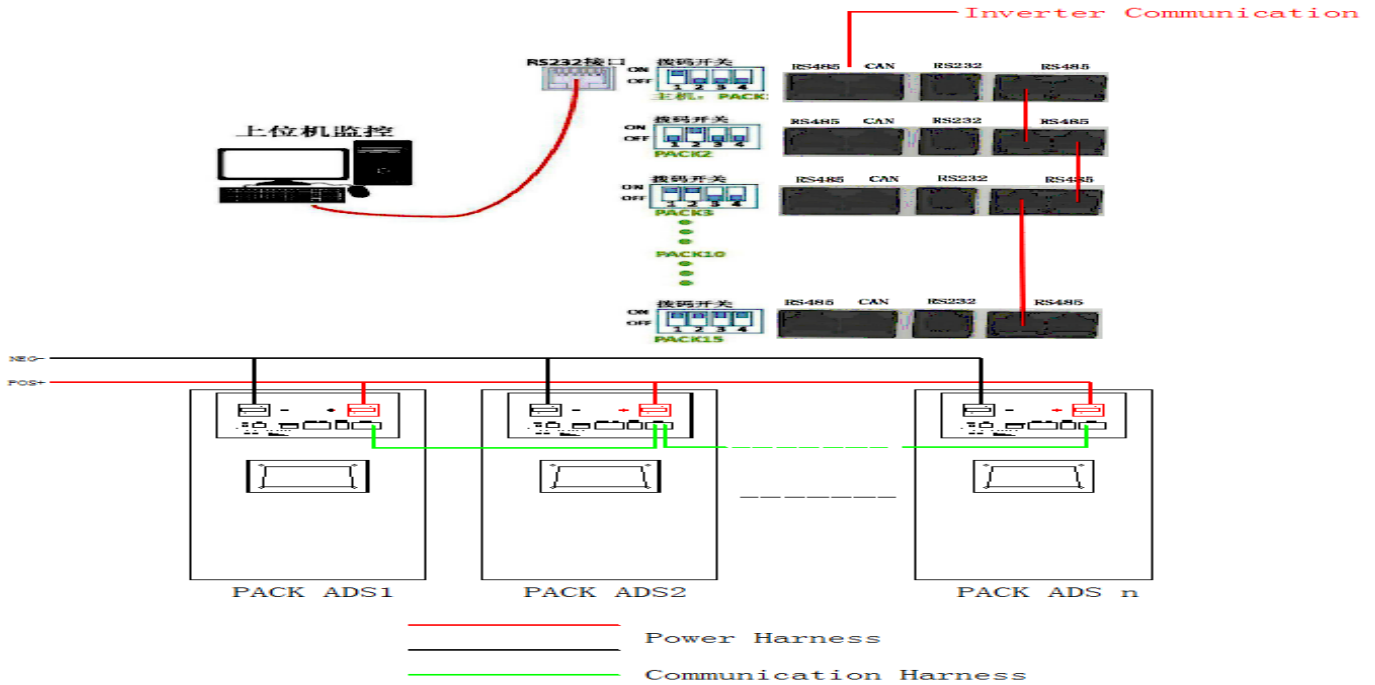 Inverter Communication
RS232接口
拨码开关
RS485 CAN RS232 RS485
ON
OFF
1 2 3 4
主机: PACK
上位机监控
拨码开关
RS485 CAN RS232 RS485
ON
OFF
1 2 3 4
PACK2
拨码开关
RS485 CAN RS232 RS485
ON
OFF
1 2 3 4
PACK3
PACK10
拨码开关
RS485 CAN RS232 RS485
ON
OFF
1 2 3 4
PACK15
NEG-
POS+
- +
- +
- +
PACK ADS1
PACK ADS2
PACK ADS n
Power Harness
Communication Harness